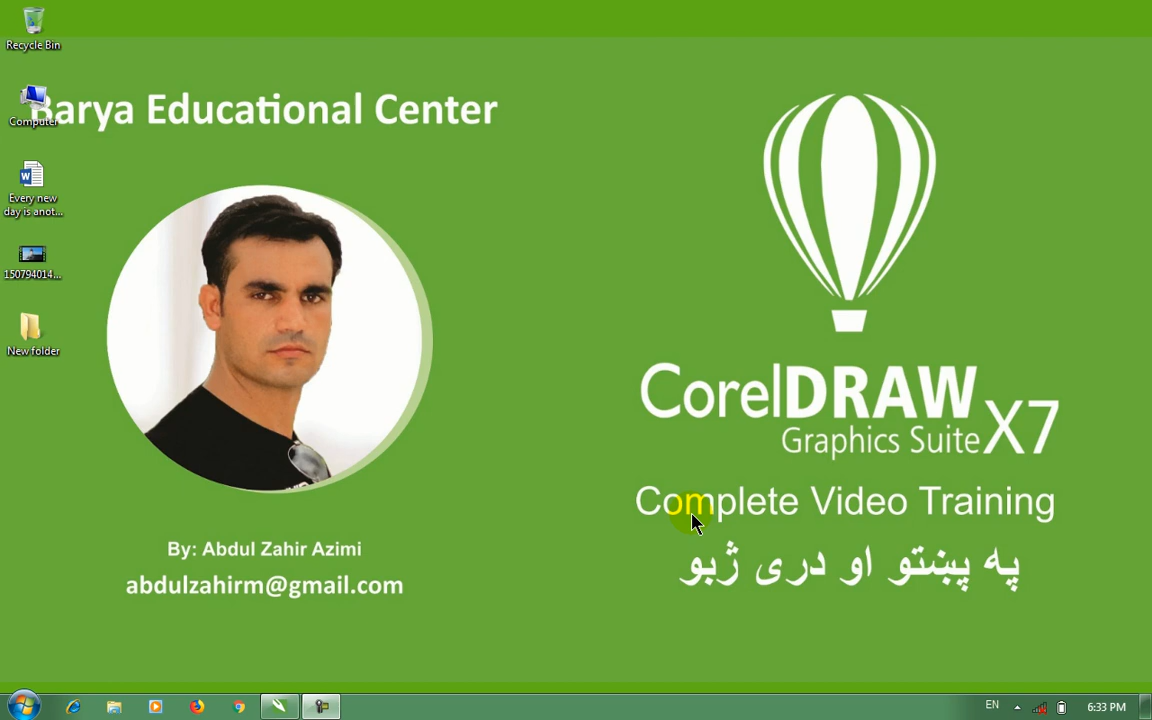 Recycle Bin
Computer
Every new
day is anot...
150794014...
New folder
Barya Educational Center
By: Abdul Zahir Azimi
abdulzahirm@gmail.com
CorelDRAW
Graphics Suite X7
Complete Video Training
په پښتو او دری ژبو
EN
6:33 PM